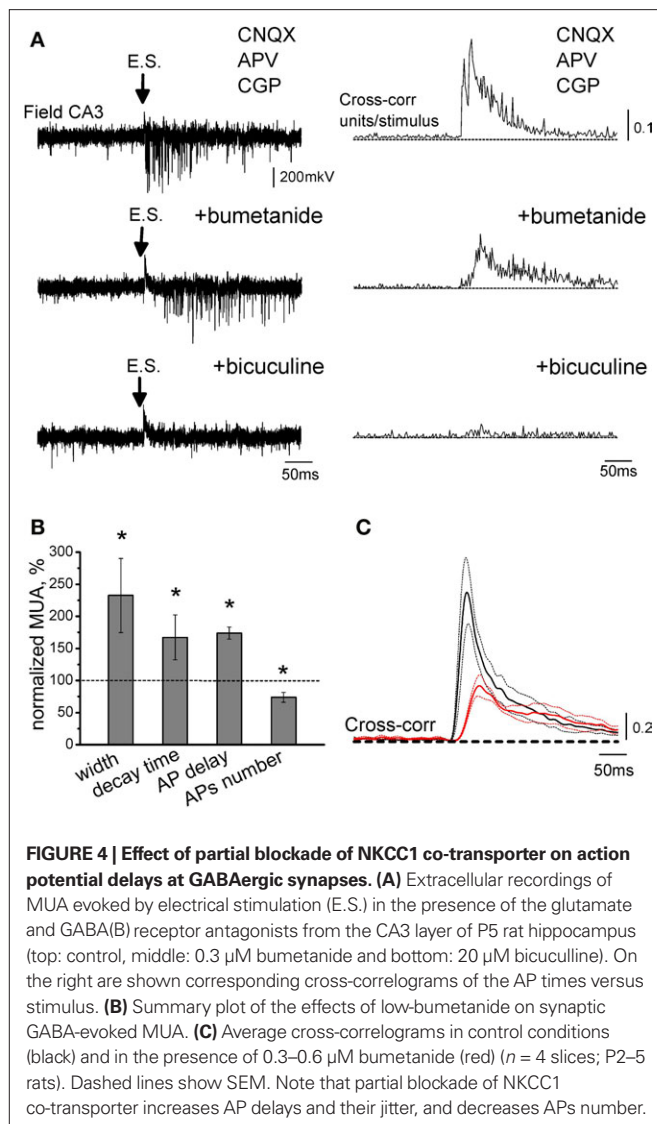 A
CNQX
APV
CGP
E.S.
Field CA3
200mkV
CNQX
APV
CGP
Cross-corr
units/stimulus
0.1
E.S.
+bumetanide
+bumetanide
E.S.
+bicuculine
50ms
+bicuculine
50ms
B
normalized MUA, %
300
250
200
150
100
50
0
*
*
*
*
width
decay time
AP delay
APs number
C
Cross-corr
0.2
50ms
FIGURE 4 | Effect of partial blockade of NKCC1 co-transporter on action
potential delays at GABAergic synapses. (A) Extracellular recordings of
MUA evoked by electrical stimulation (E.S.) in the presence of the glutamate
and GABA(B) receptor antagonists from the CA3 layer of P5 rat hippocampus
(top: control, middle: 0.3 μM bumetanide and bottom: 20 μM bicuculline). On
the right are shown corresponding cross-correlograms of the AP times versus
stimulus. (B) Summary plot of the effects of low-bumetanide on synaptic
GABA-evoked MUA. (C) Average cross-correlograms in control conditions
(black) and in the presence of 0.3–0.6 μM bumetanide (red) (n = 4 slices; P2–5
rats). Dashed lines show SEM. Note that partial blockade of NKCC1
co-transporter increases AP delays and their jitter, and decreases APs number.